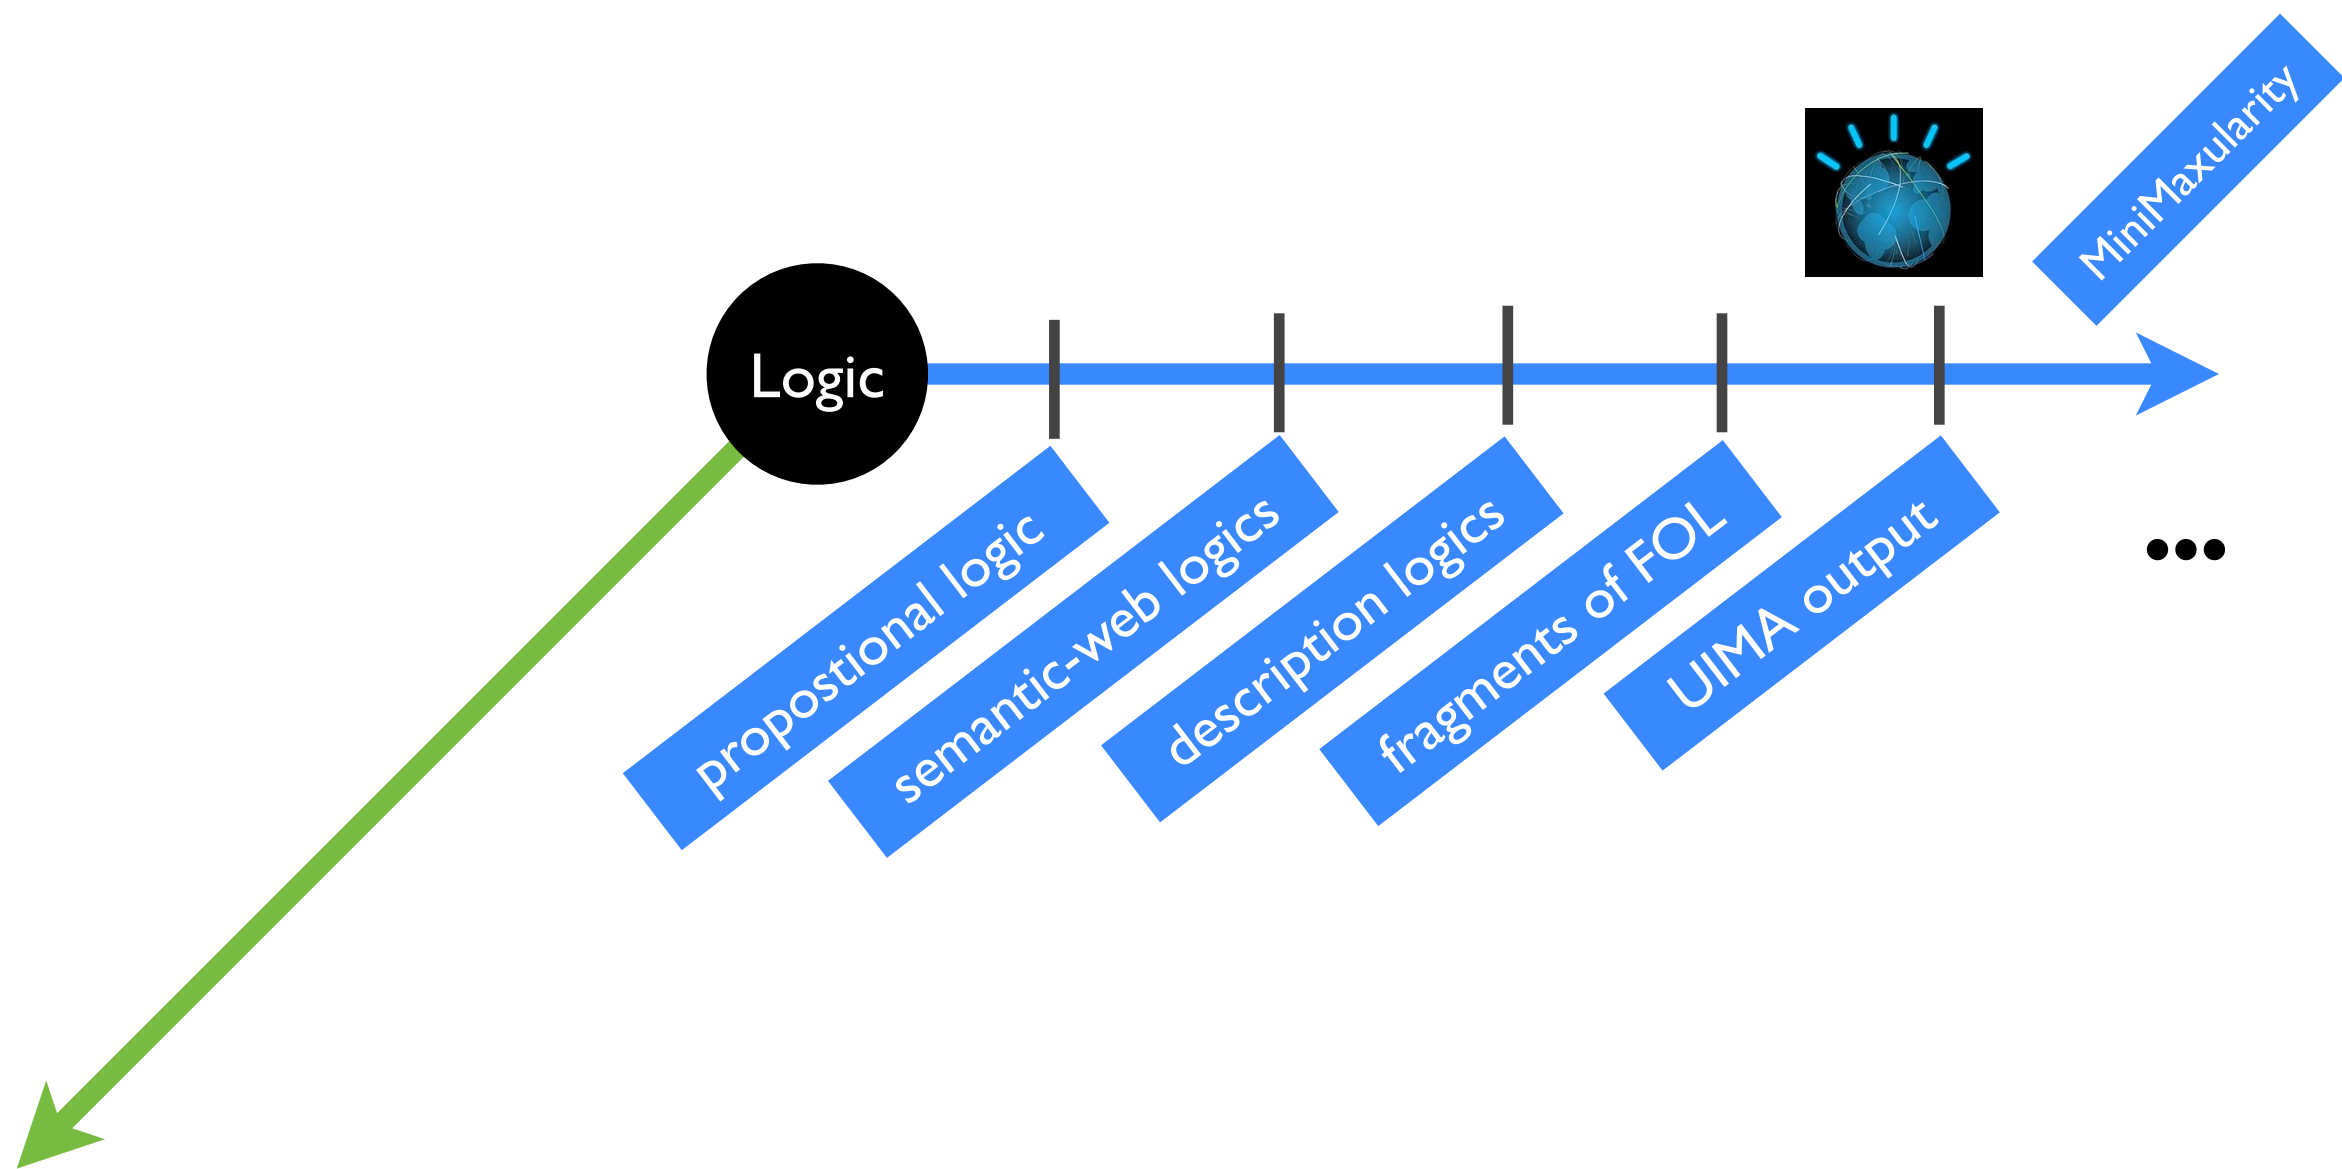 MiniMaxularity
Logic
propostional logic
semantic-web logics
description logics
fragments of FOL
UIMA output
...